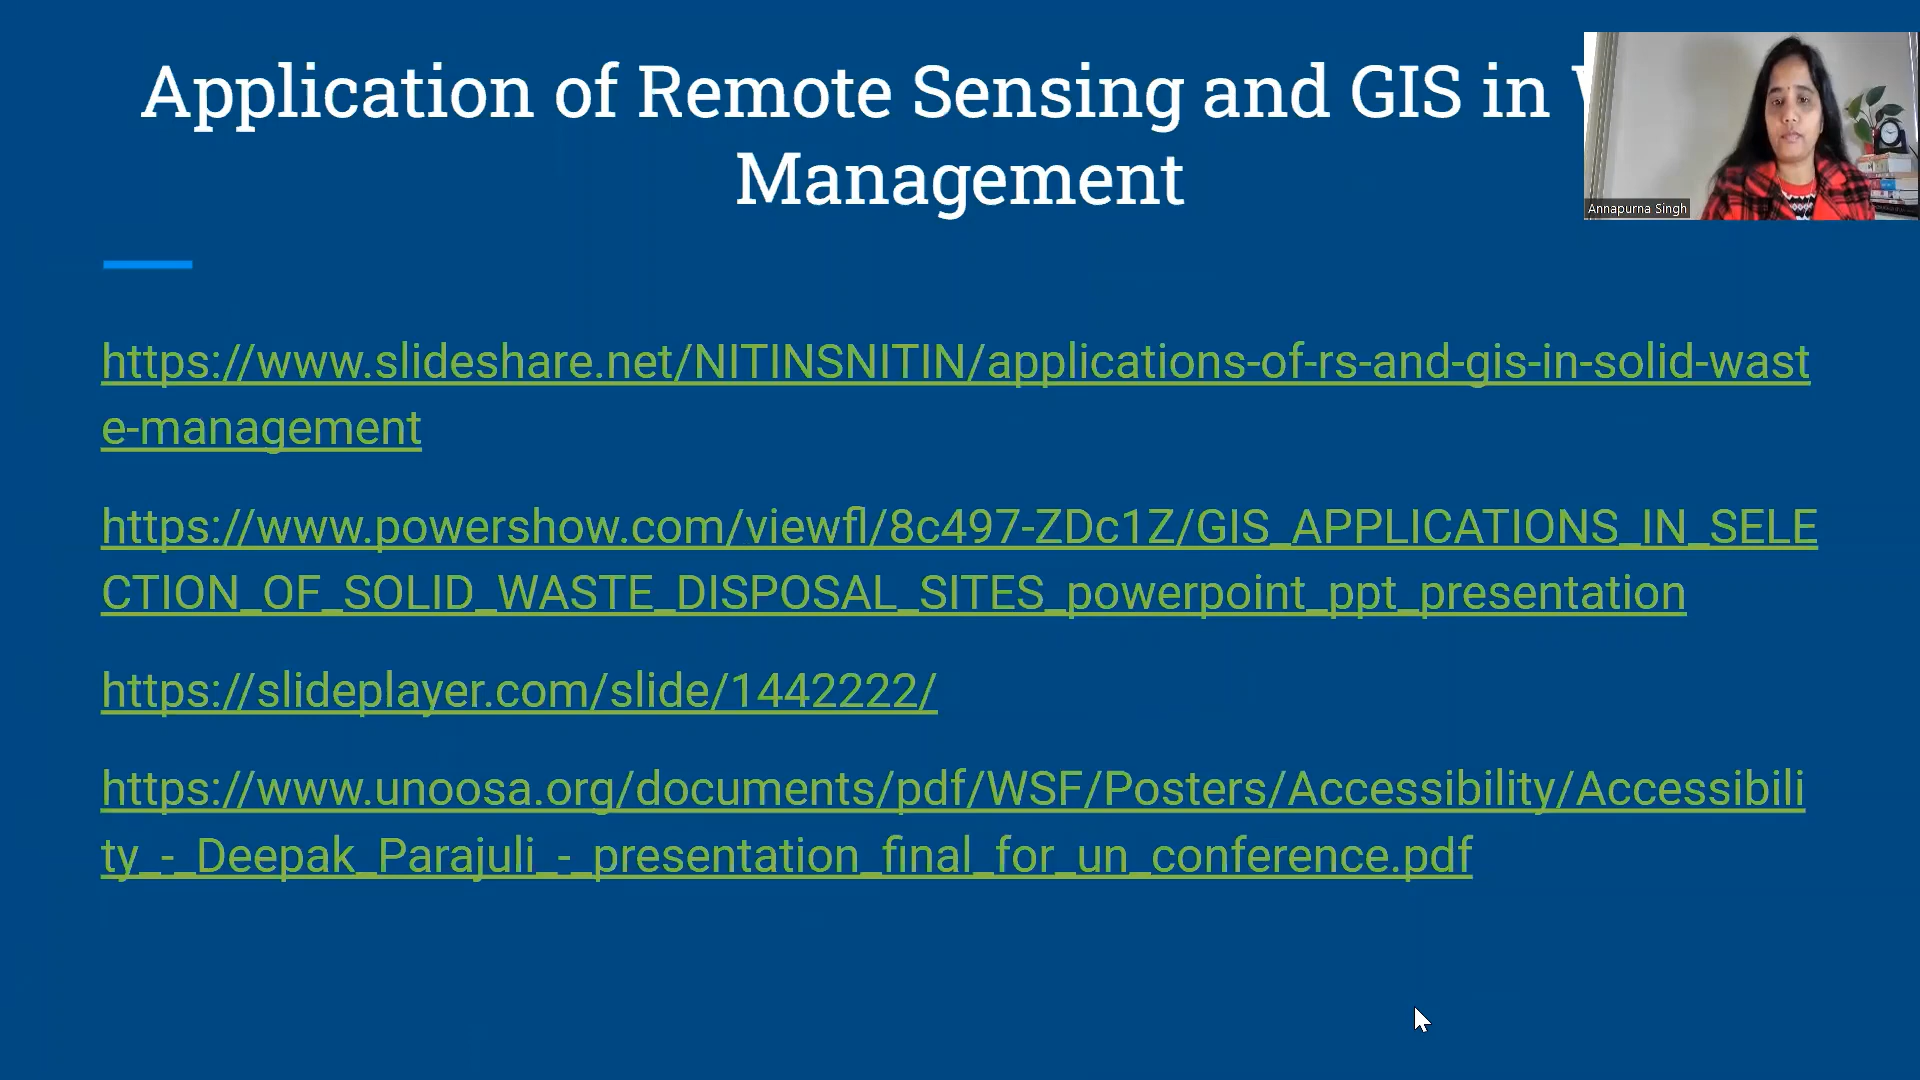 Application of Remote Sensing and GIS in
Management
Annapurna Singh
https://www.slideshare.net/NITINSNITIN/applications-of-rs-and-gis-in-solid-wast
e-management
https://www.powershow.com/viewfl/8c497-ZDc1Z/GIS_APPLICATIONS_IN_SELE
CTION_OF_SOLID_WASTE_DISPOSAL_SITES_powerpoint_ppt_presentation
https://slideplayer.com/slide/1442222/
https://www.unoosa.org/documents/pdf/WSF/Posters/Accessibility/Accessibili
ty_-_Deepak_Parajuli_-_presentation_final_for_un_conference.pdf